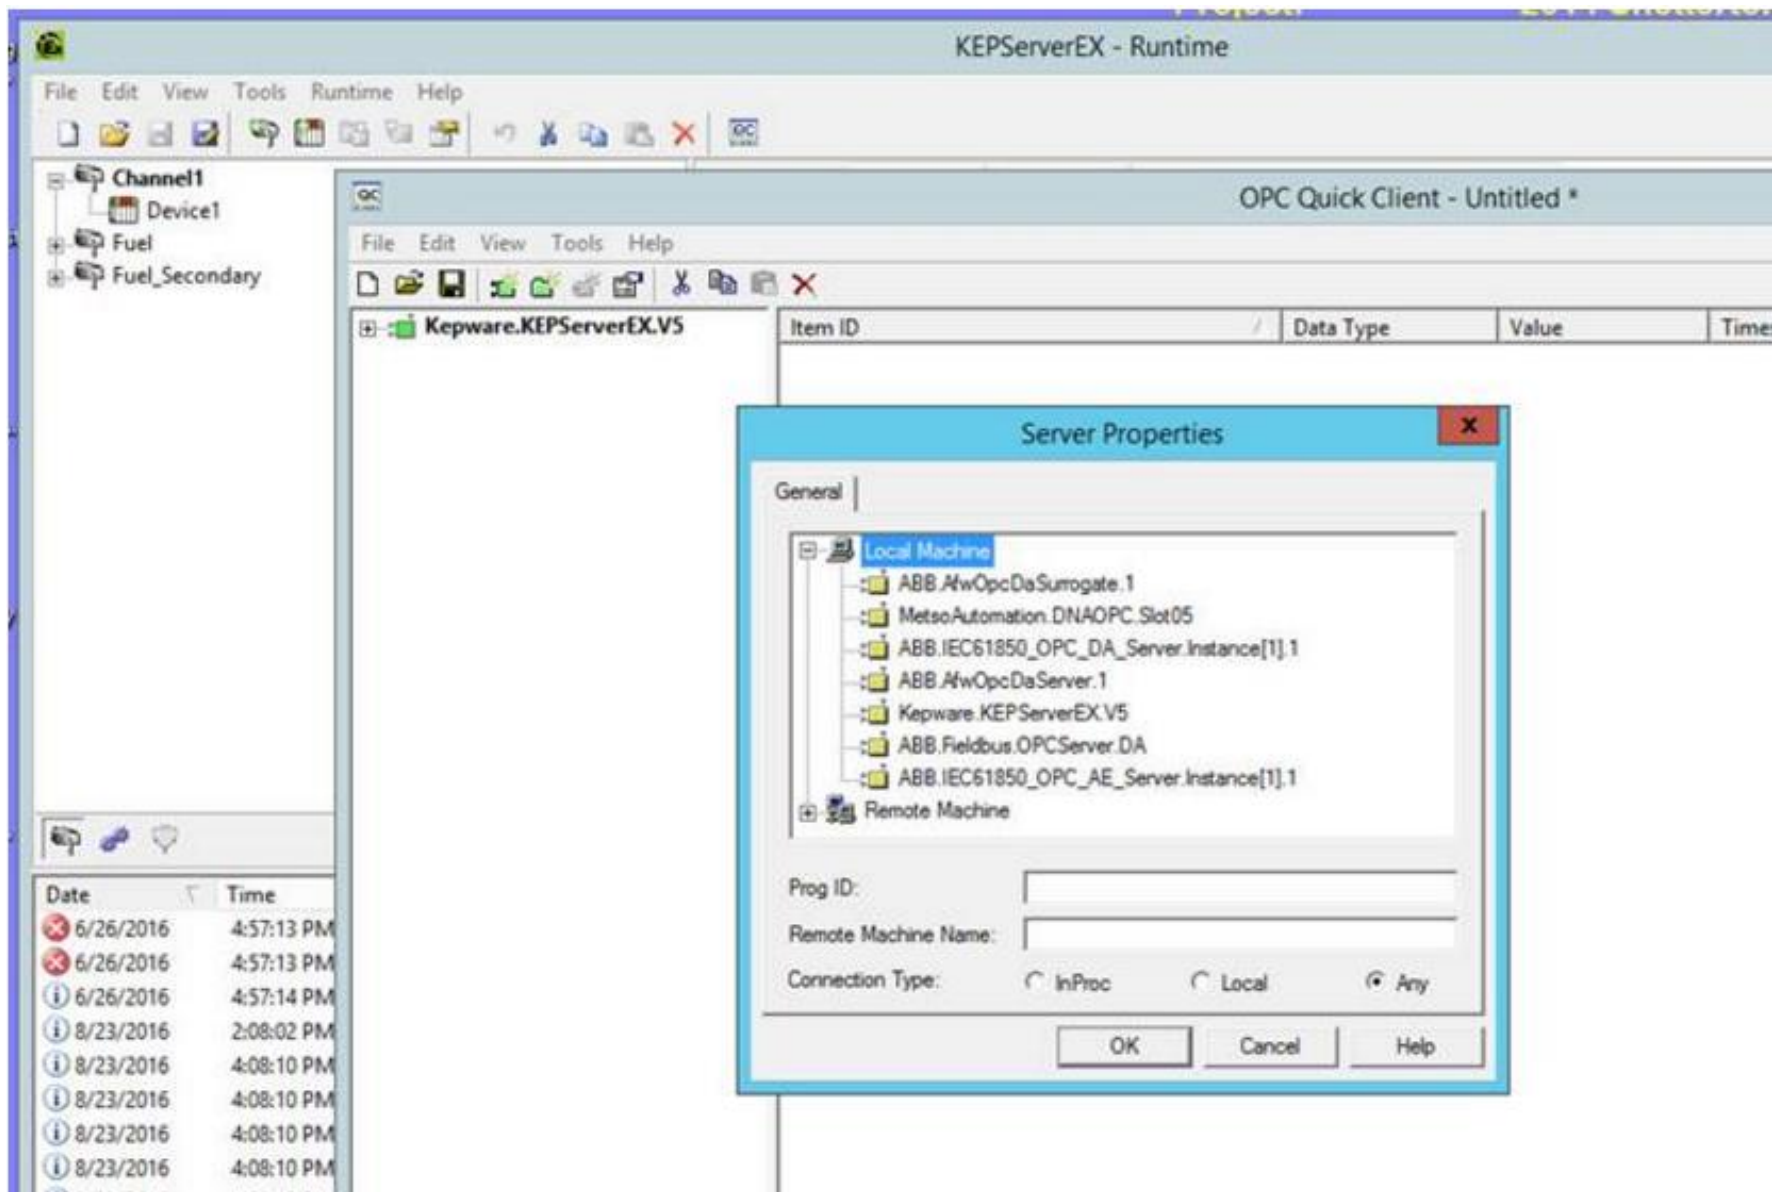 KEPServerEX - Runtime
File Edit View Tools Runtime Help
QC
Channel1
Device1
Fuel
Fuel_Secondary
QC
OPC Quick Client - Untitled *
File Edit View Tools Help
Kepware.KEPServerEX.V5
Item ID / Data Type Value Times
Server Properties
x
General
Local Machine
ABB.AfwOpcDaSurrogate.1
MetsoAutomation.DNAOPC.Slot05
ABB.IEC61850_OPC_DA_Server.Instance[1].1
ABB.AfwOpcDaServer.1
Kepware.KEPServerEX.V5
ABB.Fieldbus.OPCServer.DA
ABB.IEC61850_OPC_AE_Server.Instance[1].1
Remote Machine
Prog ID:
Remote Machine Name:
Connection Type: InProc Local Any
OK Cancel Help
Date Time
6/26/2016 4:57:13 PM
6/26/2016 4:57:13 PM
6/26/2016 4:57:14 PM
8/23/2016 2:08:02 PM
8/23/2016 4:08:10 PM
8/23/2016 4:08:10 PM
8/23/2016 4:08:10 PM
8/23/2016 4:08:10 PM